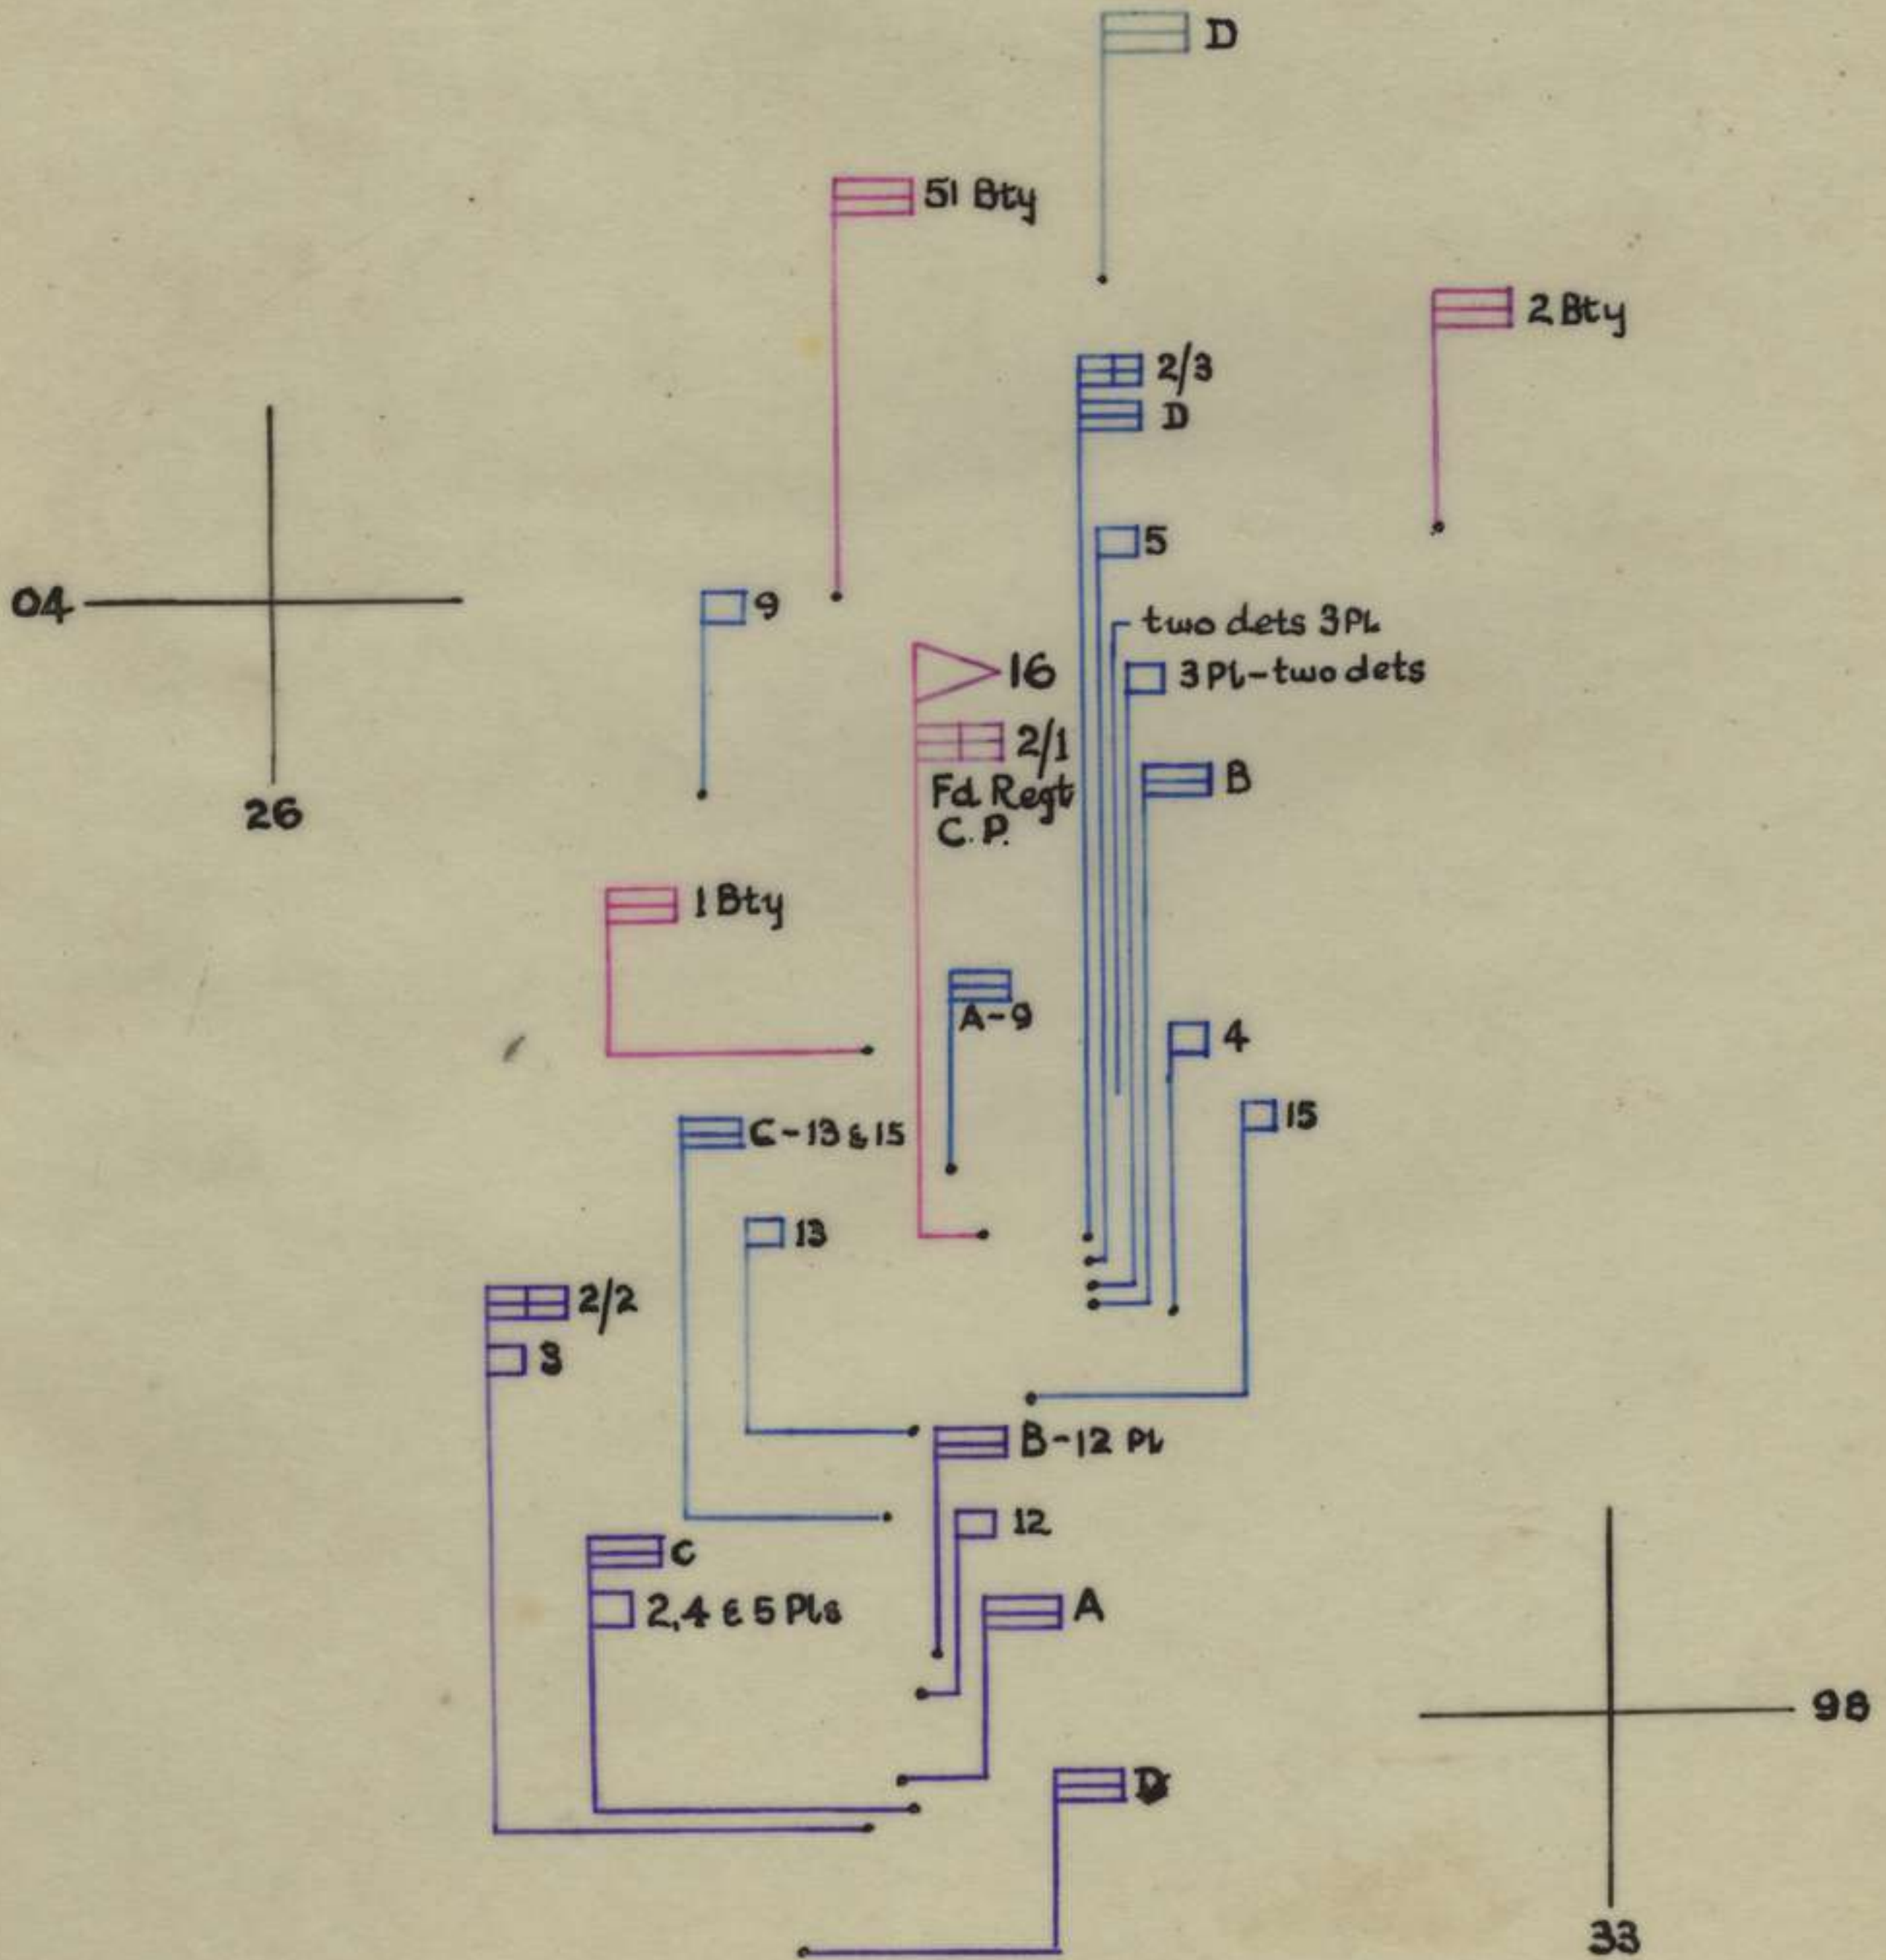 D
51 Bty
2 Bty
2/3
D
5
04
9
two dets 3 PL
16
3 PL - two dets
2/1
Fd Regt
C.P.
B
26
1 Bty
A - 9
4
15
C - 13 & 15
13
2/2
B - 12 PL
12
C
2, 4 & 5 Pls
A
98
D
33